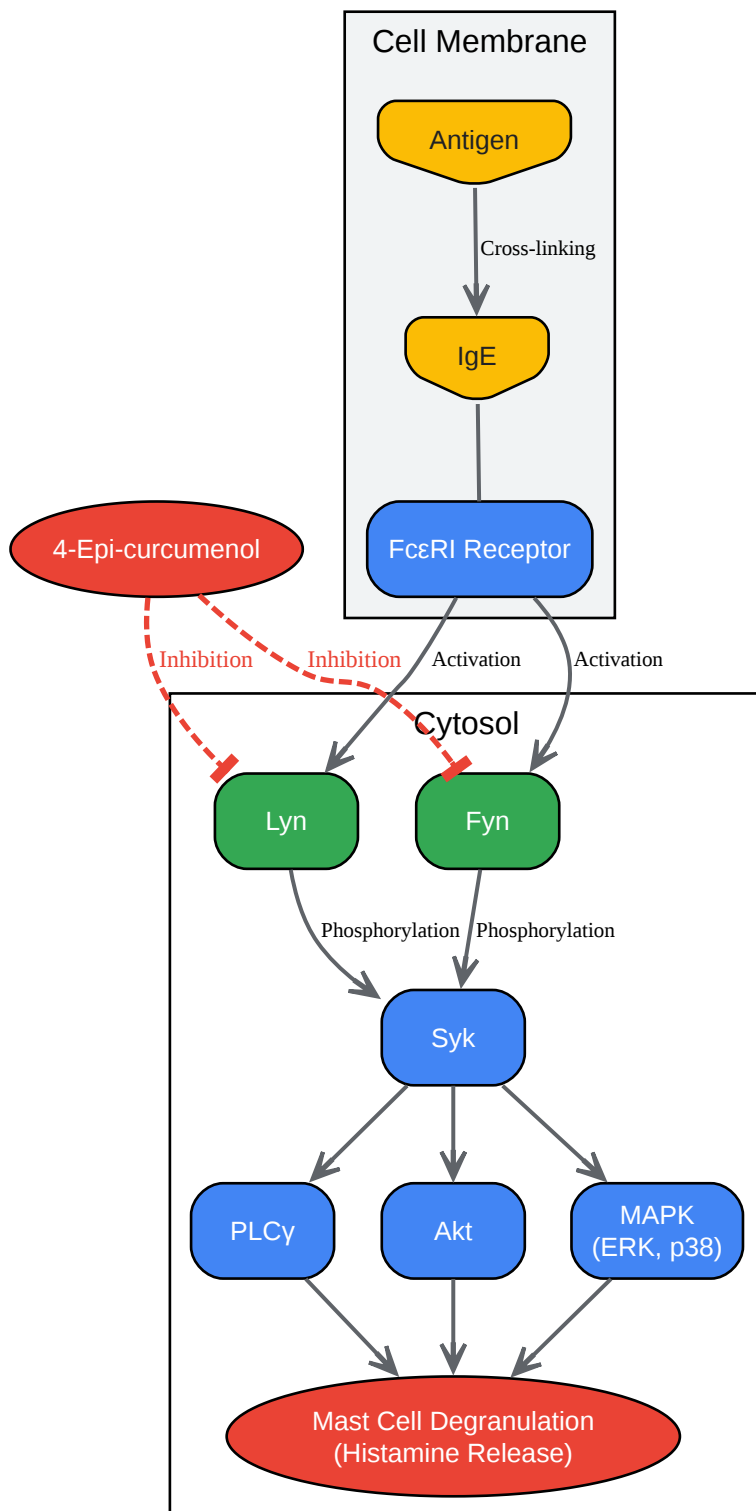 Cell Membrane
Antigen
Cross-linking
IgE
4-Epi-curcumenol
FcεRI Receptor
Inhibition
Inhibition
Activation
Activation
Cytosol
Lyn
Fyn
Phosphorylation
Phosphorylation
Syk
PLCγ
Akt
MAPK
(ERK, p38)
Mast Cell Degranulation
(Histamine Release)